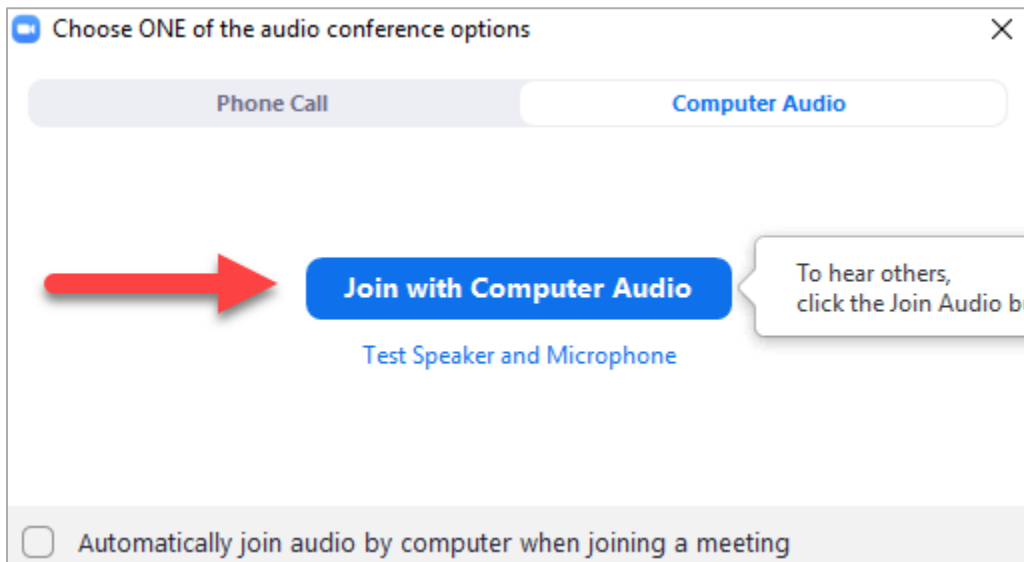 Choose ONE of the audio conference options
Phone Call
Computer Audio
Join with Computer Audio
To hear others,
click the Join Audio
Test Speaker and Microphone
Automatically join audio by computer when joining a meeting